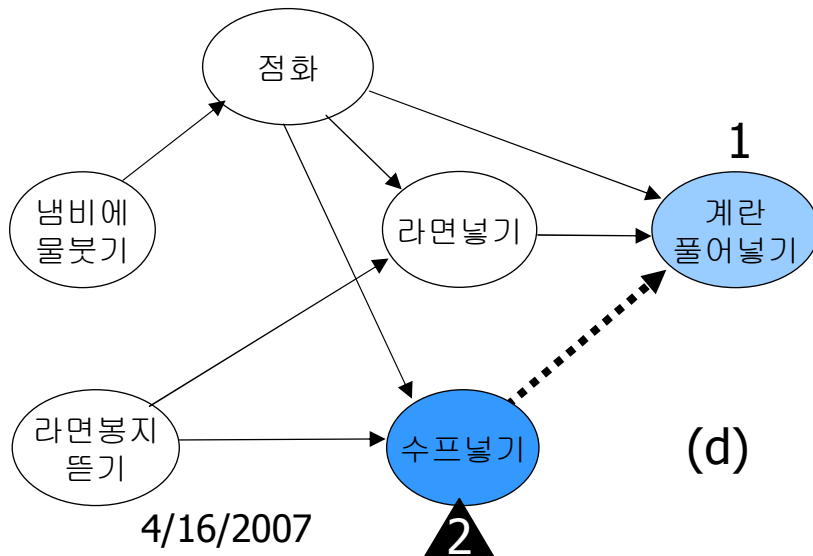 점화
1
냄비에
물붓기
라면넣기
계란
풀어넣기
라면봉지
뜯기
수프넣기
(d)
4/16/2007
2